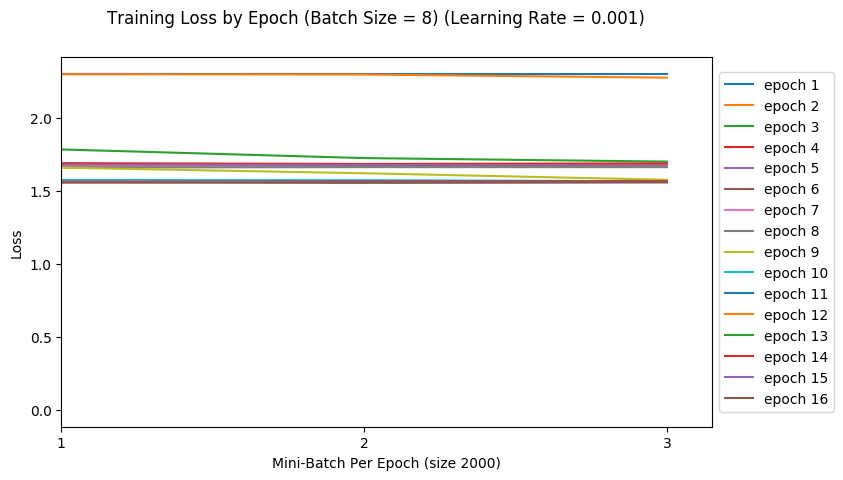 Training Loss by Epoch (Batch Size = 8) (Learning Rate = 0.001)
2.0
1.5
1.0
0.5
0.0
Loss
1 2 3
Mini-Batch Per Epoch (size 2000)
epoch 1
epoch 2
epoch 3
epoch 4
epoch 5
epoch 6
epoch 7
epoch 8
epoch 9
epoch 10
epoch 11
epoch 12
epoch 13
epoch 14
epoch 15
epoch 16